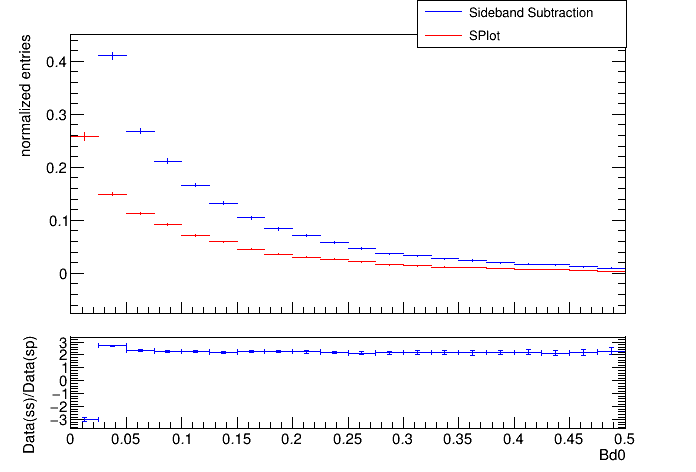 Sideband Subtraction
SPlot
normalized entries
0.4
0.3
0.2
0.1
0
Data(ss)/Data(sp)
3
2
1
0
−1
−2
−3
0 0.05 0.1 0.15 0.2 0.25 0.3 0.35 0.4 0.45 0.5
Bd0